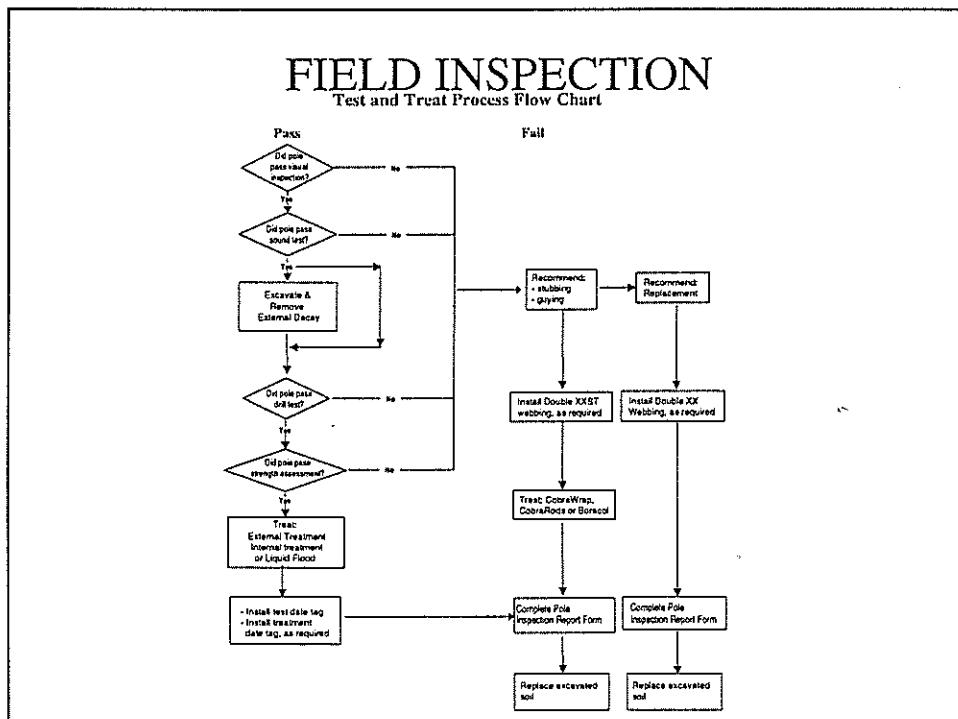 FIELD INSPECTION
Test and Treat Process Flow Chart
Pass
Fail
Did pole
pass visual
inspection?
No
Yes
Did pole pass
sound test?
No
Yes
Excavate &
Remove
External Decay
Recommend:
- stubbing
- guying
Recommend:
Replacement
Did pole pass
drill test?
No
Yes
Install Double XXST
webbing, as required
Install Double XX
Webbing, as required
Did pole pass
strength assessment?
No
Yes
Treat:
External Treatment
Internal treatment
or Liquid Flood
Treat: CobraWrap,
CobraRods or Boracol
- Install test date tag
- Install treatment
date tag, as required
Complete Pole
Inspection Report Form
Complete Pole
Inspection Report Form
Replace excavated
soil
Replace excavated
soil